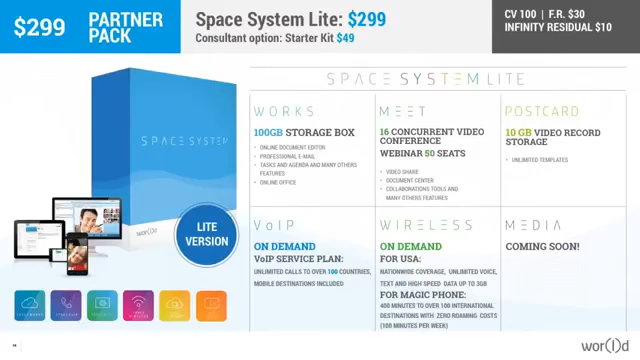 $299
PARTNER
PACK
Space System Lite: $299
Consultant option: Starter Kit $49
CV 100 | F.R. $30
INFINITY RESIDUAL $10
SPACE SYSTEM LITE
SPACE SYSTEM
LITE
VERSION
wor(l)d
WORKS
100GB STORAGE BOX
• ONLINE DOCUMENT EDITOR
• PROFESSIONAL E-MAIL
• TASKS AND AGENDA AND MANY OTHERS
FEATURES
• ONLINE OFFICE
MEET
16 CONCURRENT VIDEO
CONFERENCE
WEBINAR 50 SEATS
• VIDEO SHARE
• DOCUMENT CENTER
• COLLABORATIONS TOOLS AND
MANY OTHERS FEATURES
POSTCARD
10 GB VIDEO RECORD
STORAGE
• UNLIMITED TEMPLATES
VoIP
ON DEMAND
VoIP SERVICE PLAN:
UNLIMITED CALLS TO OVER 100 COUNTRIES,
MOBILE DESTINATIONS INCLUDED
WIRELESS
ON DEMAND
FOR USA:
NATIONWIDE COVERAGE, UNLIMITED VOICE,
TEXT AND HIGH SPEED DATA UP TO 3GB
FOR MAGIC PHONE:
400 MINUTES TO OVER 100 INTERNATIONAL
DESTINATIONS WITH ZERO ROAMING COSTS
(100 MINUTES PER WEEK)
MEDIA
COMING SOON!
wor(l)d